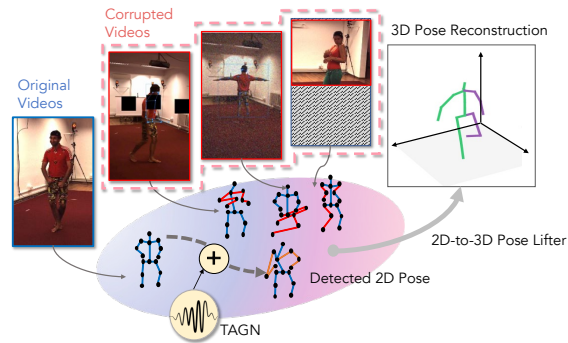 Corrupted
Videos
3D Pose Reconstruction
Original
Videos
2D-to-3D Pose Lifter
+
Detected 2D Pose
TAGN